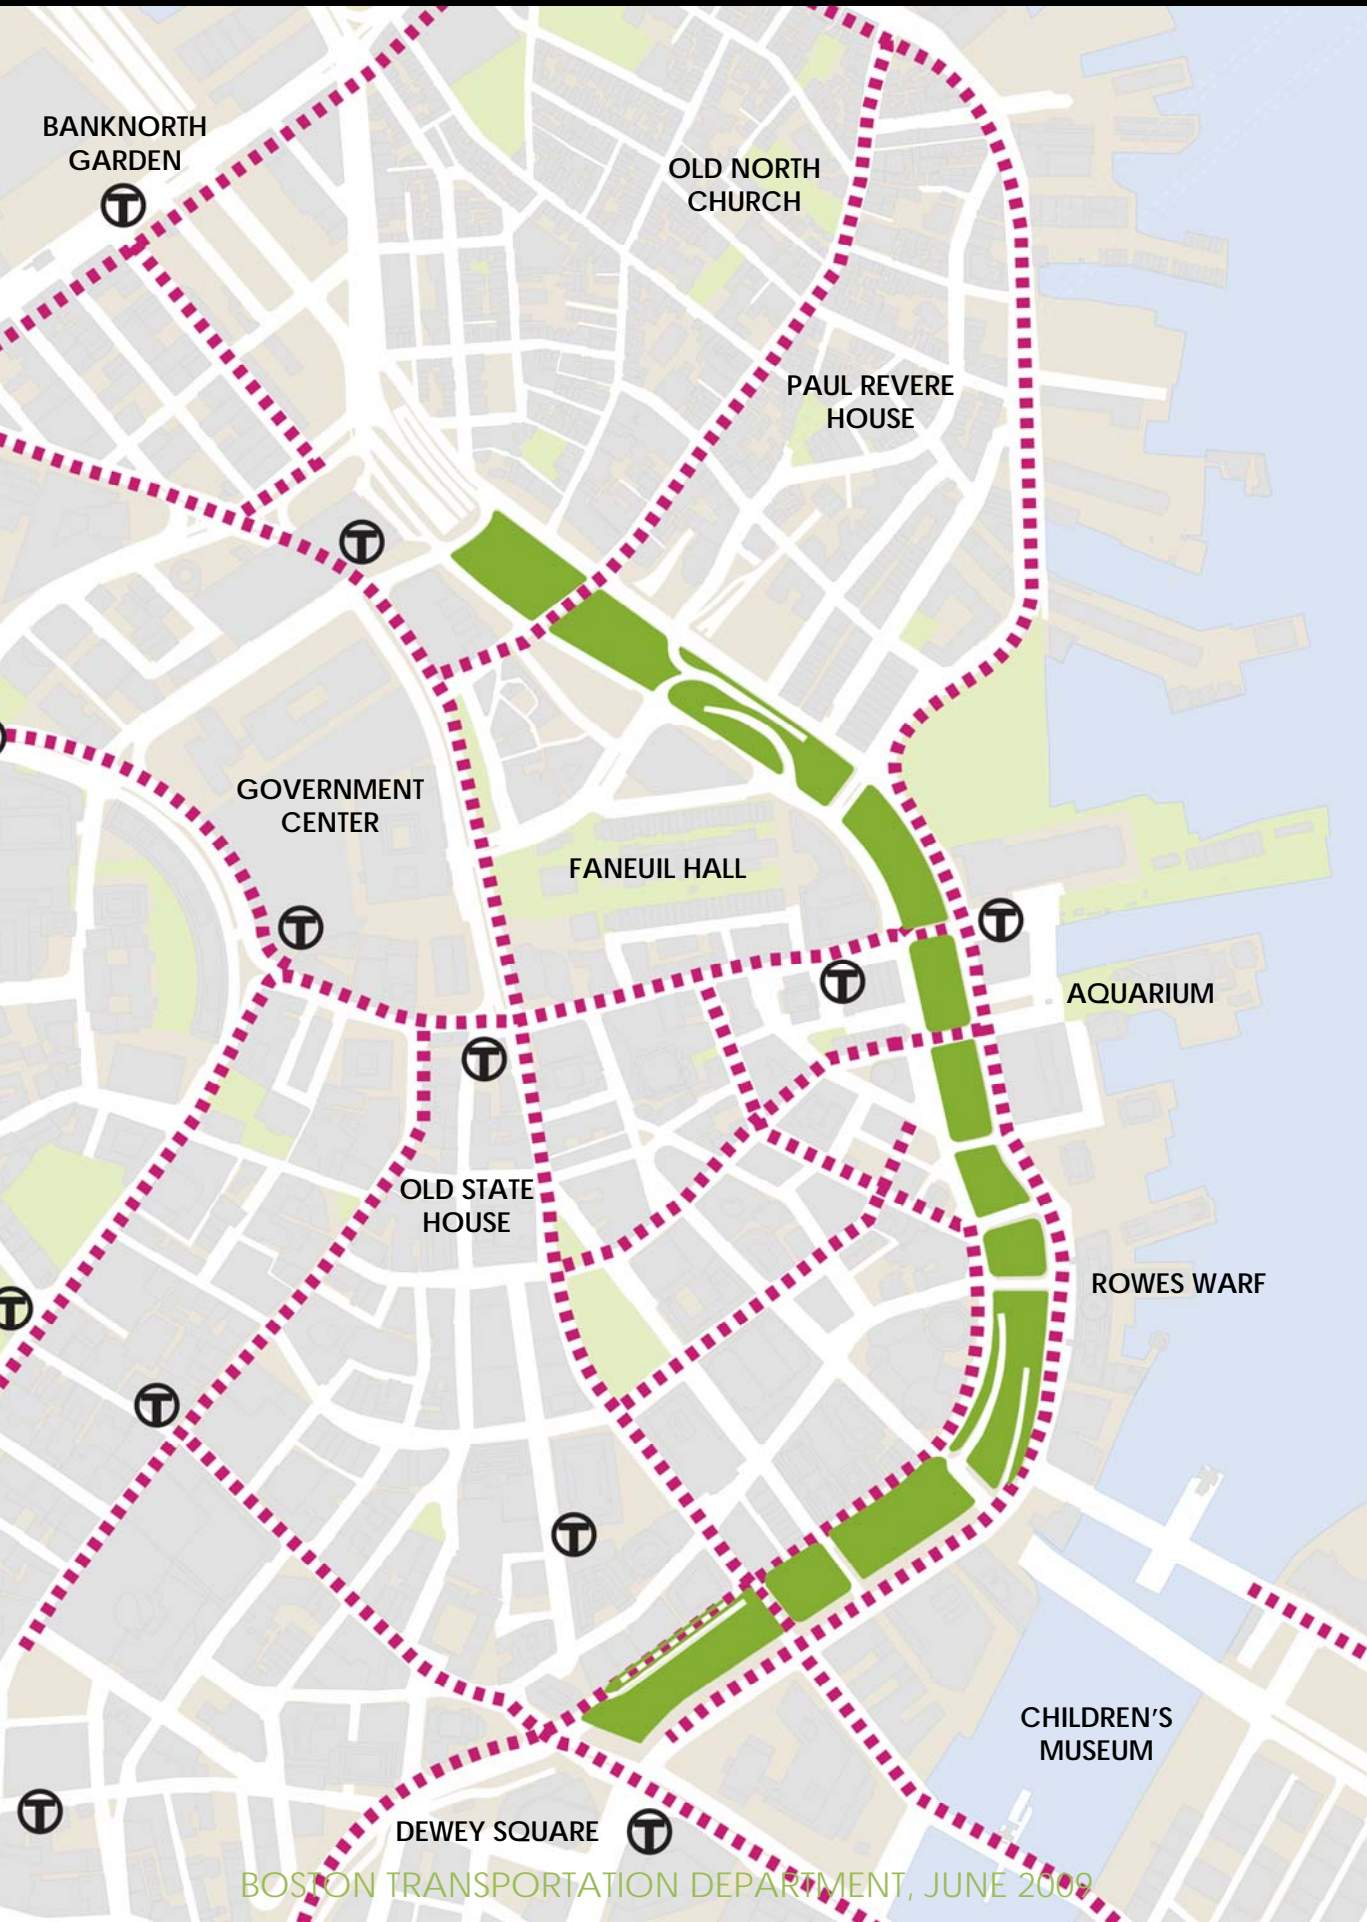 BANKNORTH
GARDEN
T
OLD NORTH
CHURCH
PAUL REVERE
HOUSE
T
GOVERNMENT
CENTER
FANEUIL HALL
T
T
T
AQUARIUM
T
OLD STATE
HOUSE
ROWES WARF
T
T
T
CHILDREN'S
MUSEUM
T
DEWEY SQUARE
T
BOSTON TRANSPORTATION DEPARTMENT, JUNE 2009